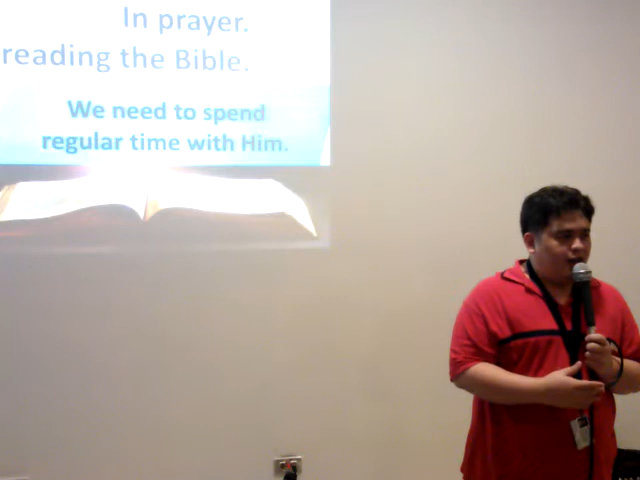 In prayer.
reading the Bible.
We need to spend
regular time with Him.